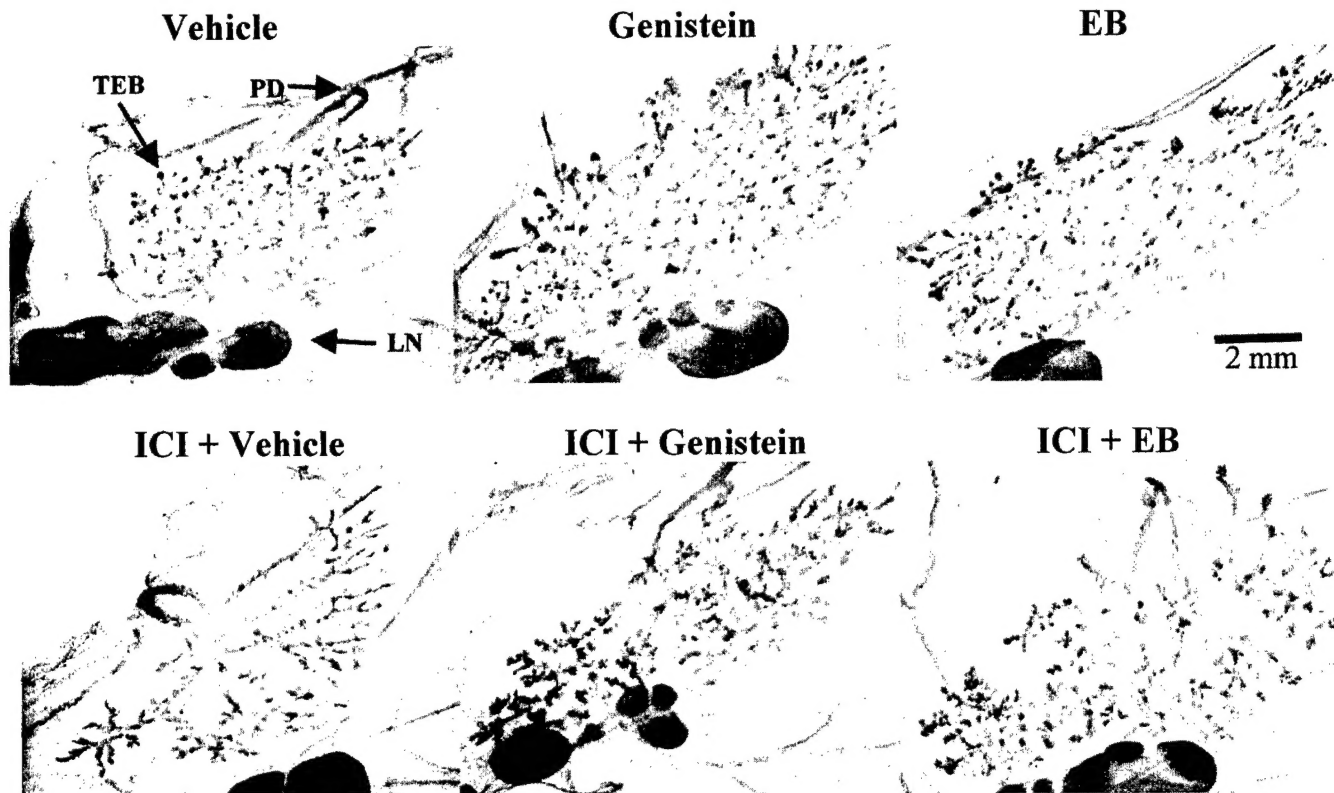 Vehicle
Genistein
EB
TEB
PD
LN
2 mm
ICI + Vehicle
ICI + Genistein
ICI + EB